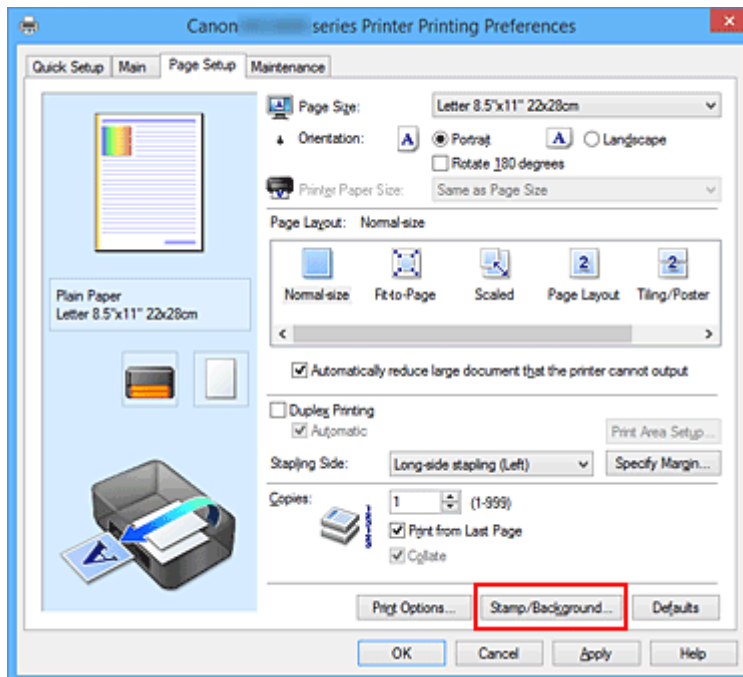 Canon series Printer Printing Preferences
Quick Setup Main Page Setup Maintenance
Page Size: Letter 8.5"x11" 22x28cm
Orientation: A Portrait A Landscape
Rotate 180 degrees
Printer Paper Size: Same as Page Size
Page Layout: Normal-size
2 2
Normal-size Fit-to-Page Scaled Page Layout Tiling/Poster
Plain Paper
Letter 8.5"x11" 22x28cm
Automatically reduce large document that the printer cannot output
Duplex Printing
Automatic Print Area Setup...
Stapling Side: Long-side stapling (Left) Specify Margin...
Copies: 1 (1-999)
Print from Last Page
Collate
A
Print Options... Stamp/Background... Defaults
OK Cancel Apply Help